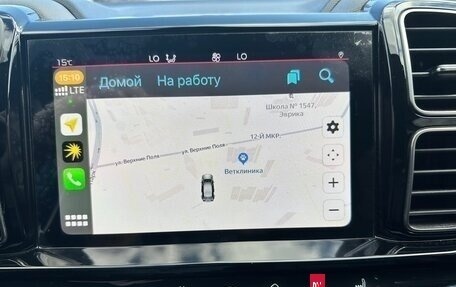 15℃ LO LO
15:10 Домой На работу
LTE
Школа № 1547,
Эврика
12-Й МКР.
ул. Верхние Поля ул. Верхние Поля
Ветклиника
+
−